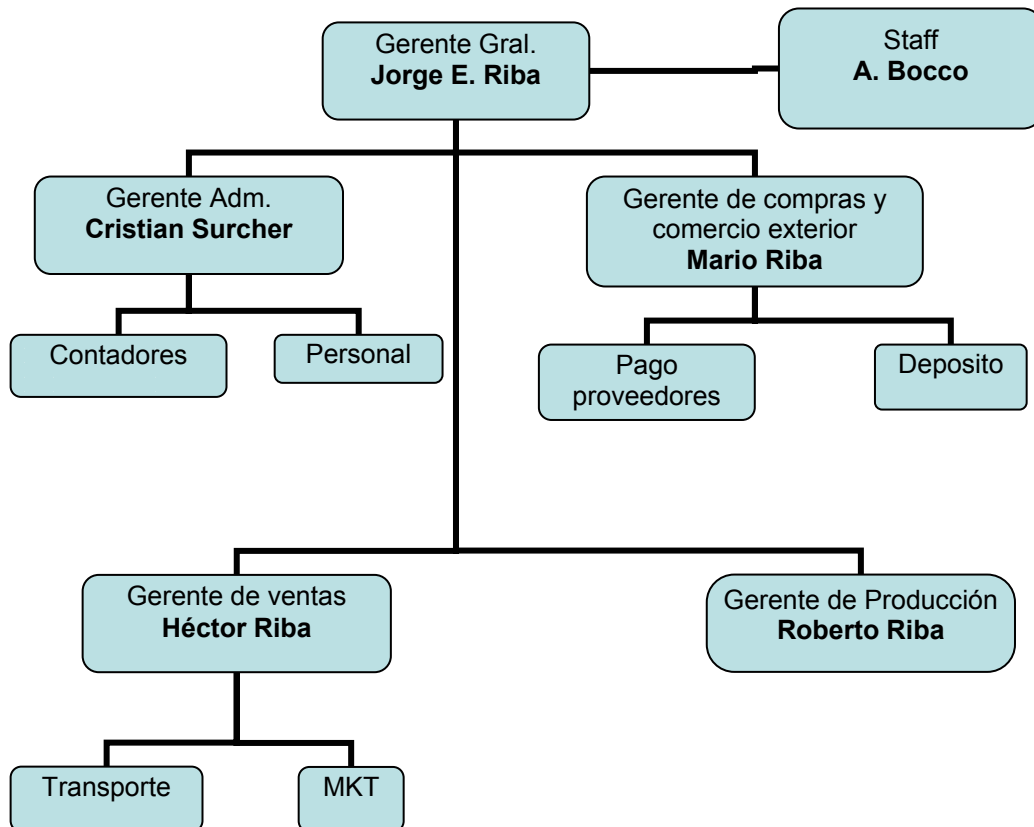 Gerente Gral.
Jorge E. Riba
Staff
A. Bocco
Gerente Adm.
Cristian Surcher
Gerente de compras y
comercio exterior
Mario Riba
Contadores
Personal
Pago
proveedores
Deposito
Gerente de ventas
Héctor Riba
Gerente de Producción
Roberto Riba
Transporte
MKT